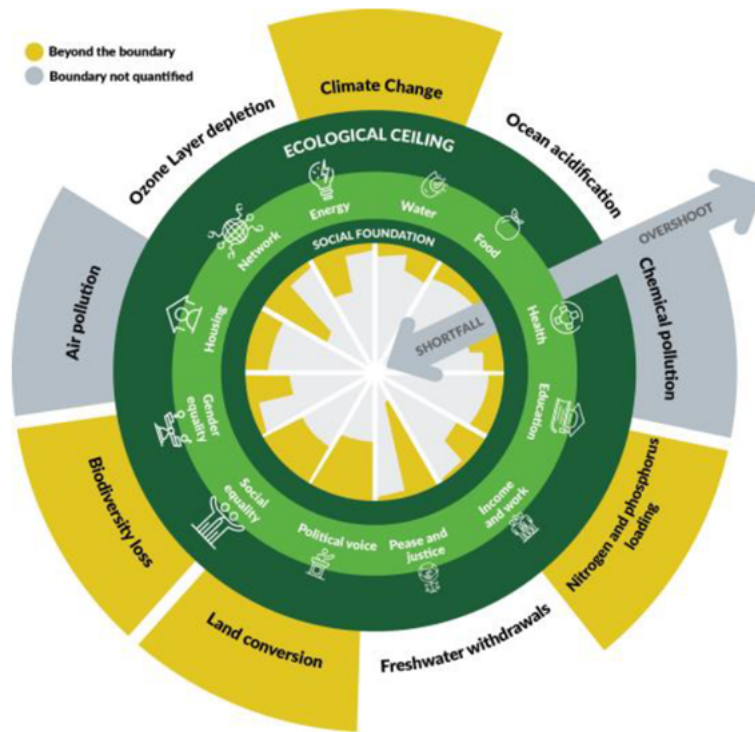 Beyond the boundary
Boundary not quantified
Climate Change
Ozone Layer depletion
Ocean acidification
ECOLOGICAL CEILING
OVERSHOOT
Energy
Water
Network
Food
SOCIAL FOUNDATION
Air pollution
Housing
SHORTFALL
Health
Chemical pollution
Gender
equality
Education
Social
equality
Income
and work
Political voice
Pease and
justice
Biodiversity loss
Nitrogen and phosphorus
loading
Land conversion
Freshwater withdrawals